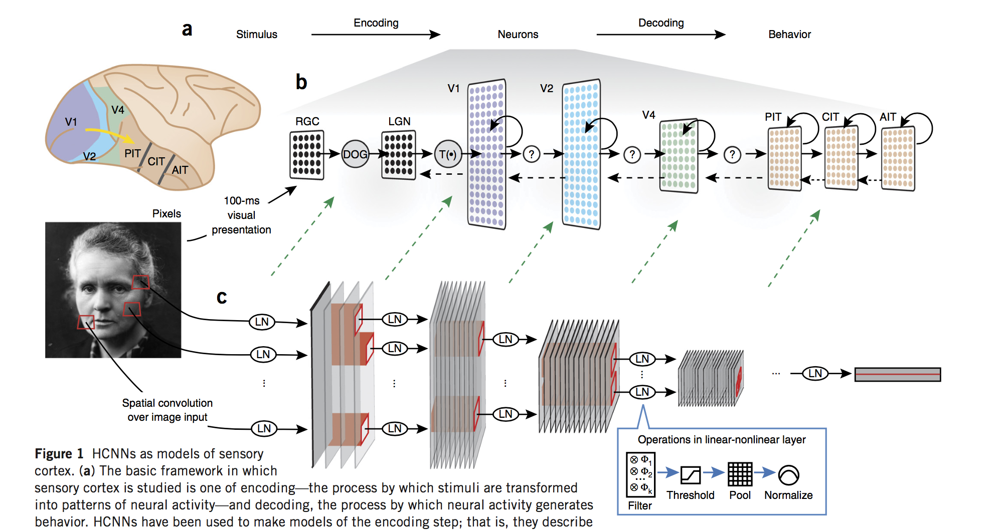 a
Stimulus
Encoding
Neurons
Decoding
Behavior
V1
V2
V4
PIT
CIT
AIT
b
RGC
DOG
LGN
T(•)
V1
?
V2
?
V4
?
PIT
CIT
AIT
100-ms
visual
presentation
Pixels
c
LN
LN
LN
LN
LN
LN
LN
LN
LN
LN
LN
...
...
...
...
...
Spatial convolution
over image input
Operations in linear-nonlinear layer
⊗ Φ1
⊗ Φ2
...
⊗ Φk
Filter
Threshold
Pool
Normalize
Figure 1 HCNNs as models of sensory
cortex. (a) The basic framework in which
sensory cortex is studied is one of encoding—the process by which stimuli are transformed
into patterns of neural activity—and decoding, the process by which neural activity generates
behavior. HCNNs have been used to make models of the encoding step; that is, they describe